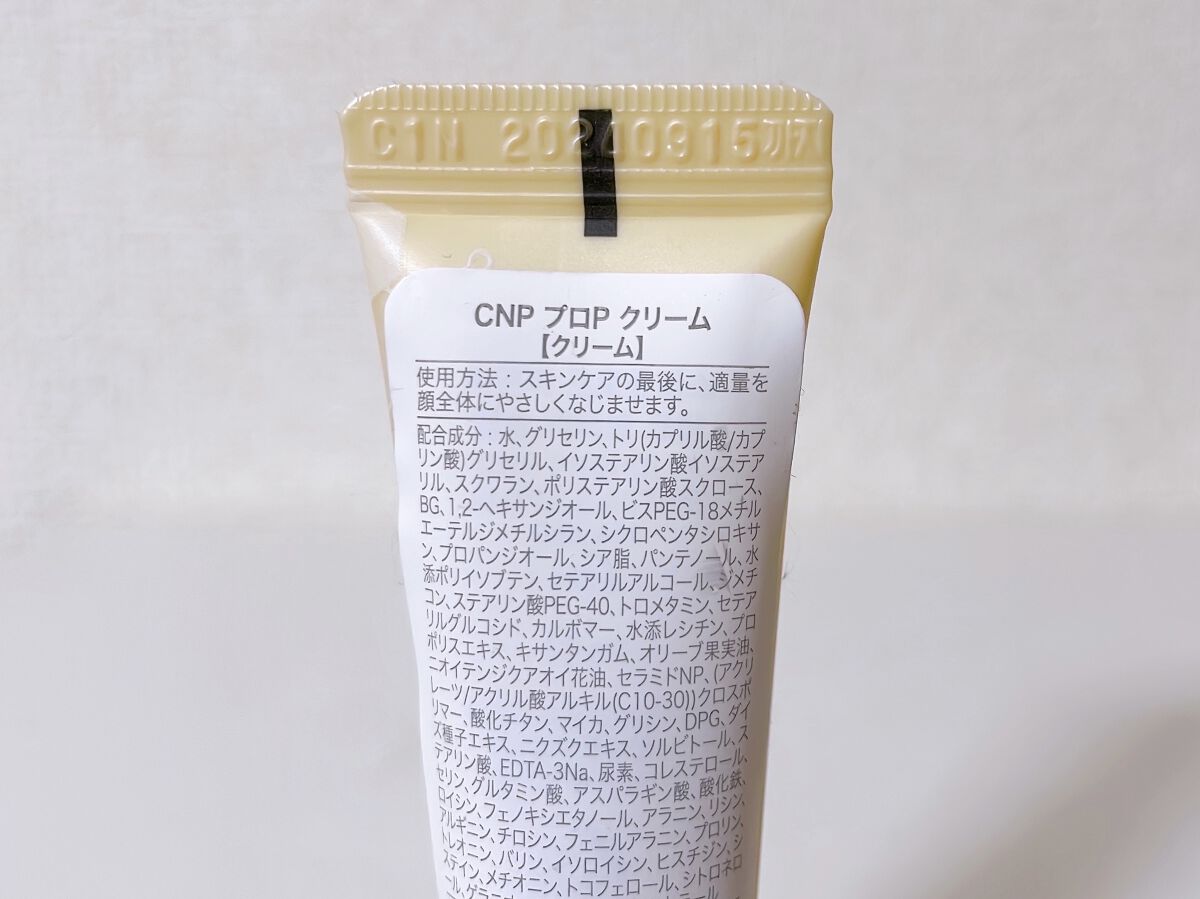 C1N 20240915까지
CNP プロP クリーム
【クリーム】
使用方法：スキンケアの最後に、適量を
顔全体にやさしくなじませます。
配合成分：水、グリセリン、トリ(カプリル酸/カプ
リン酸)グリセリル、イソステアリン酸イソステア
リル、スクワラン、ポリステアリン酸スクロース、
BG、1,2-ヘキサンジオール、ビスPEG-18メチル
エーテルジメチルシラン、シクロペンタシロキサ
ン、プロパンジオール、シア脂、パンテノール、水
添ポリイソブテン、セテアリルアルコール、ジメチ
コン、ステアリン酸PEG-40、トロメタミン、セテア
リルグルコシド、カルボマー、水添レシチン、プロ
ポリスエキス、キサンタンガム、オリーブ果実油、
ニオイテンジクアオイ花油、セラミドNP、(アクリ
レーツ/アクリル酸アルキル(C10-30))クロスポ
リマー、酸化チタン、マイカ、グリシン、DPG、ダイ
ズ種子エキス、ニクズクエキス、ソルビトール、ス
テアリン酸、EDTA-3Na、尿素、コレステロール、
セリン、グルタミン酸、アスパラギン酸、酸化鉄、
ロイシン、フェノキシエタノール、アラニン、リシン、
アルギニン、チロシン、フェニルアラニン、プロリン、
トレオニン、バリン、イソロイシン、ヒスチジン、シ
ステイン、メチオニン、トコフェロール、シトロネロ
ール、